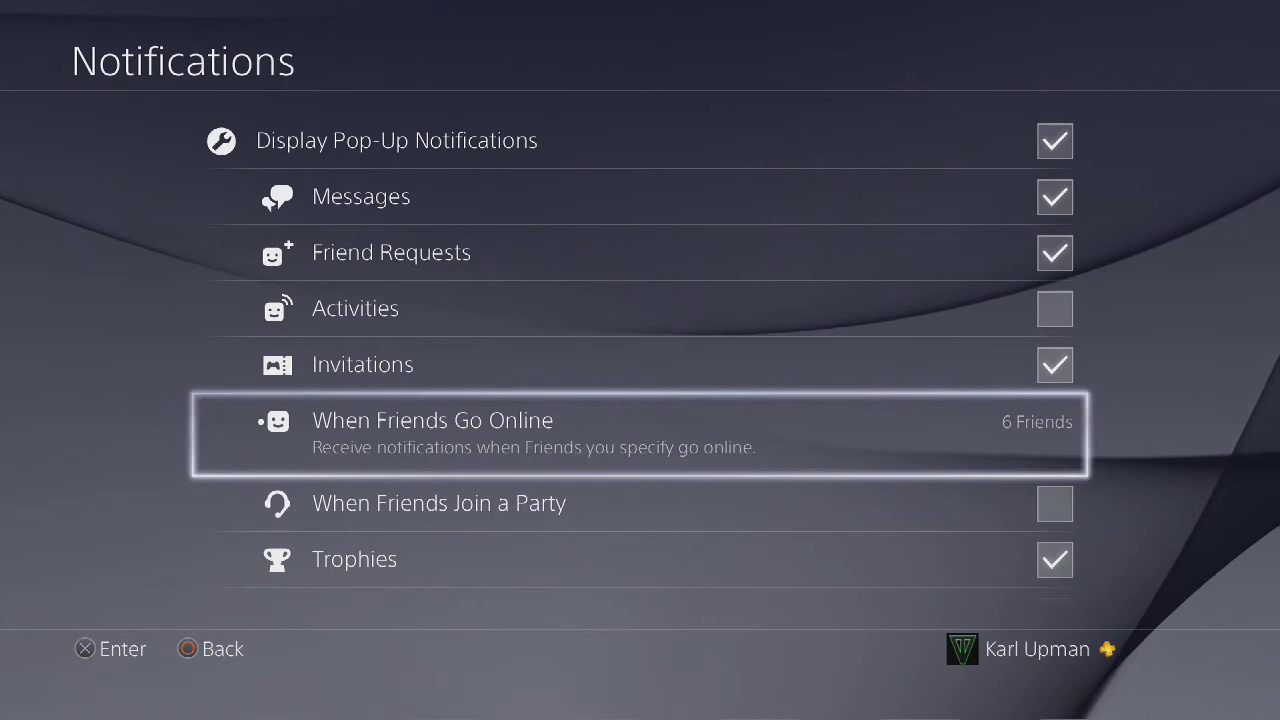 Notifications
Display Pop-Up Notifications
Messages
Friend Requests
Activities
Invitations
When Friends Go Online
6 Friends
Receive notifications when Friends you specify go online.
When Friends Join a Party
Trophies
Enter
Back
Karl Upman